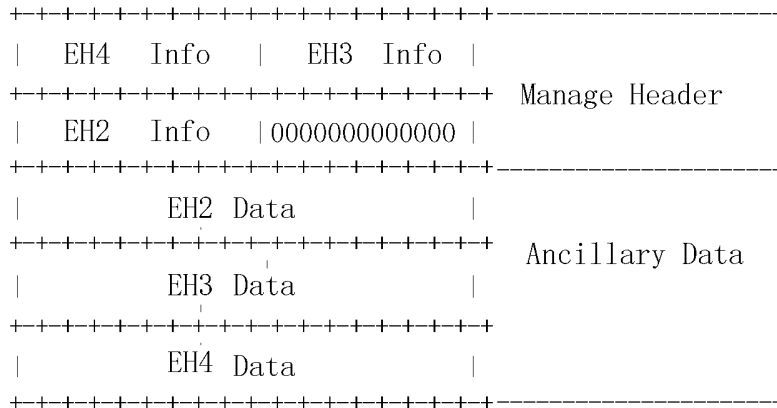 EH4 Info | EH3 Info
Manage Header
EH2 Info | 0000000000000
EH2 Data
Ancillary Data
EH3 Data
EH4 Data